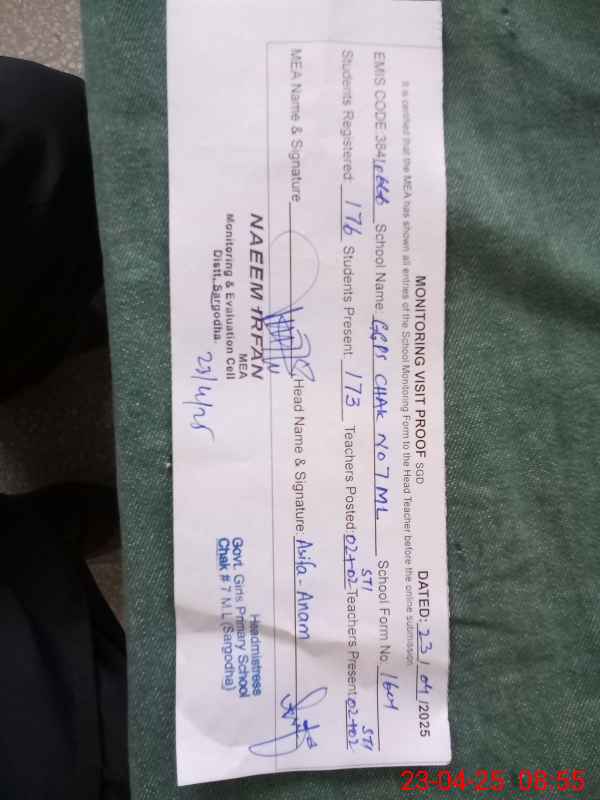 MONITORING VISIT PROOF SGD
DATED: 23 / 04 /2025
It is certified that the MEA has shown all entries of the School Monitoring Form to the Head Teacher before the online submission.
EMIS CODE 3841 School Name: GGPS CHAK NO 7 ML School Form No. 1604
Students Registered: 176 Students Present: 173 Teachers Posted: 02+02 STI Teachers Present: 02+02 STI
MEA Name & Signature Head Name & Signature: Asifa-Anam
NAEEM IRFAN
MEA
Monitoring & Evaluation Cell
Distt, Sargodha.
23/4/25
Headmistress
Govt. Girls Primary School
Chak # 7 M L (Sargodha)
23-04-25 08:55